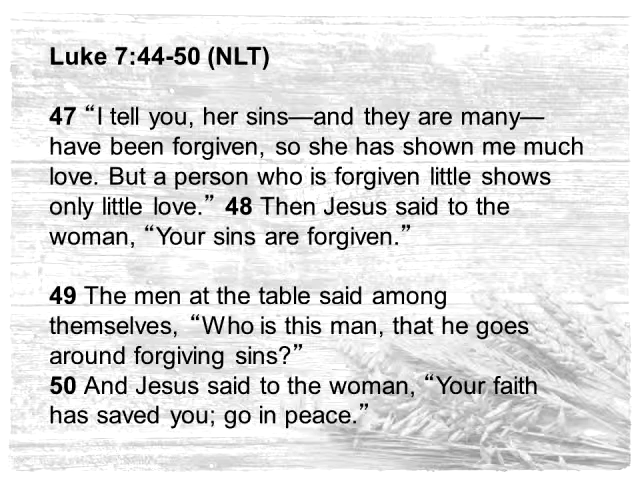 Luke 7:44-50 (NLT)
47 “I tell you, her sins—and they are many—
have been forgiven, so she has shown me much
love. But a person who is forgiven little shows
only little love.” 48 Then Jesus said to the
woman, “Your sins are forgiven.”
49 The men at the table said among
themselves, “Who is this man, that he goes
around forgiving sins?”
50 And Jesus said to the woman, “Your faith
has saved you; go in peace.”